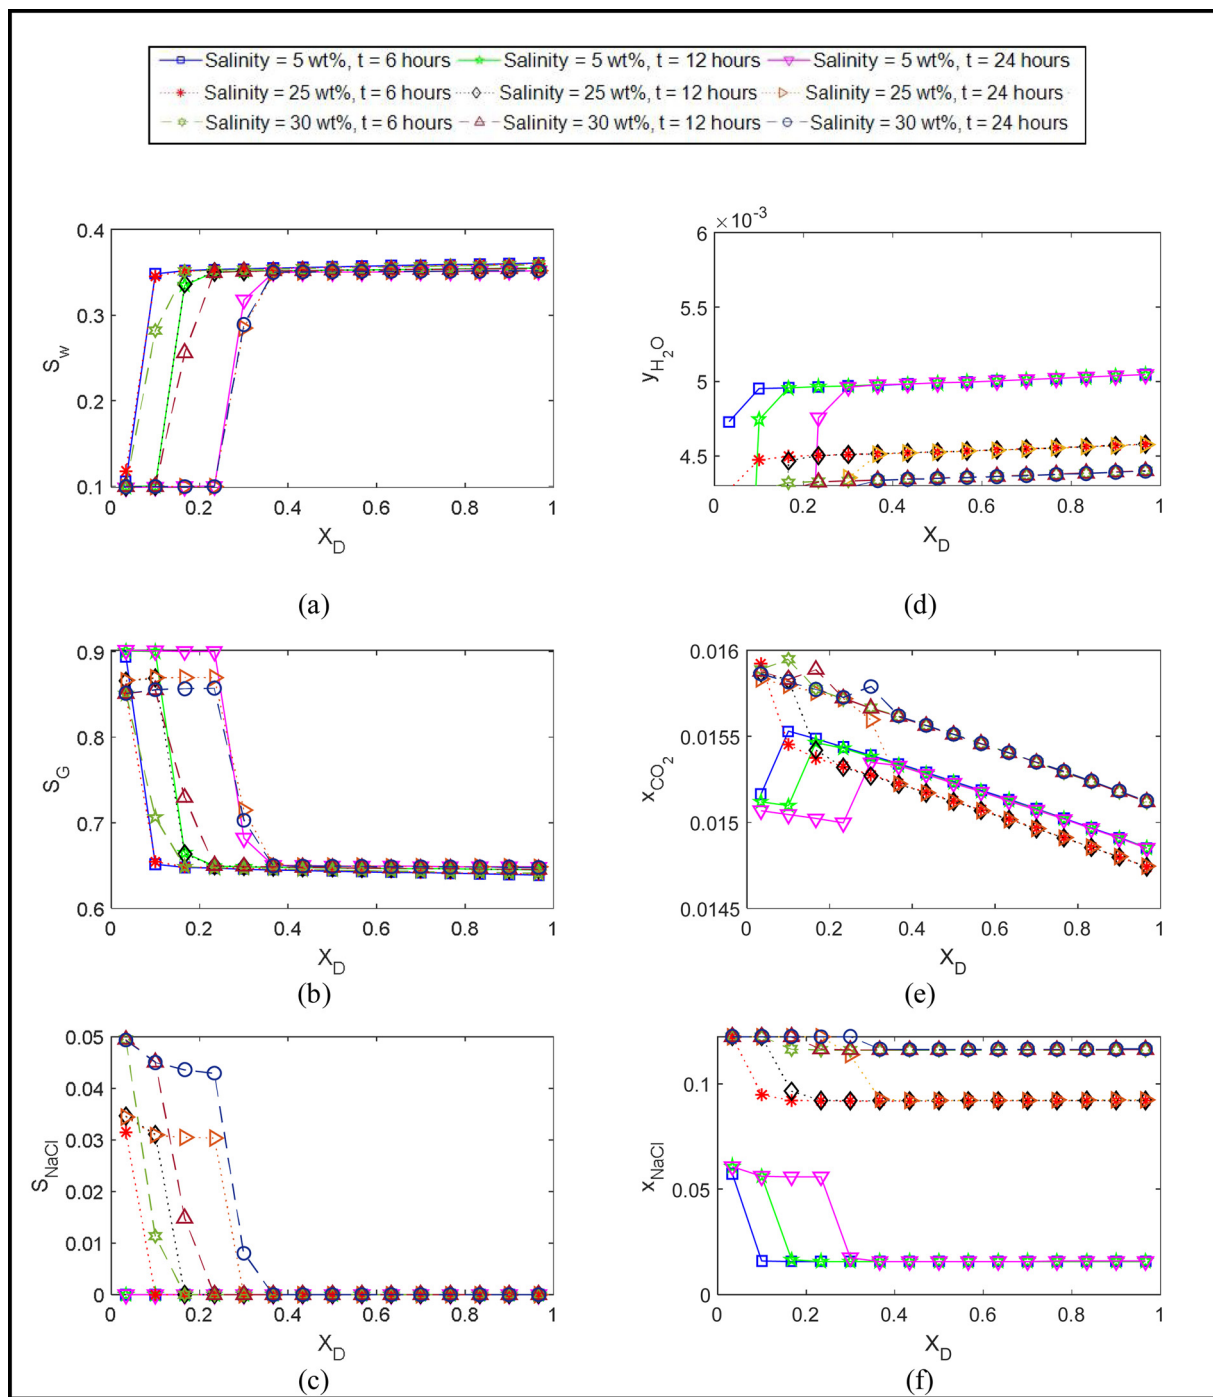 Salinity = 5 wt%, t = 6 hours Salinity = 5 wt%, t = 12 hours Salinity = 5 wt%, t = 24 hours
Salinity = 25 wt%, t = 6 hours Salinity = 25 wt%, t = 12 hours Salinity = 25 wt%, t = 24 hours
Salinity = 30 wt%, t = 6 hours Salinity = 30 wt%, t = 12 hours Salinity = 30 wt%, t = 24 hours
0.4
0.3
0.2
0.1
S_w
0 0.2 0.4 0.6 0.8 1
X_D
(a)
×10^-3
6
5
4.5
y_H₂O
0 0.2 0.4 0.6 0.8 1
X_D
(d)
0.9
0.8
0.7
0.6
S_G
0 0.2 0.4 0.6 0.8 1
X_D
(b)
0.016
0.0155
0.015
0.0145
x_CO₂
0 0.2 0.4 0.6 0.8 1
X_D
(e)
0.05
0.04
0.03
0.02
0.01
0
S_NaCl
0 0.2 0.4 0.6 0.8 1
X_D
(c)
0.1
0.05
0
x_NaCl
0 0.2 0.4 0.6 0.8 1
X_D
(f)